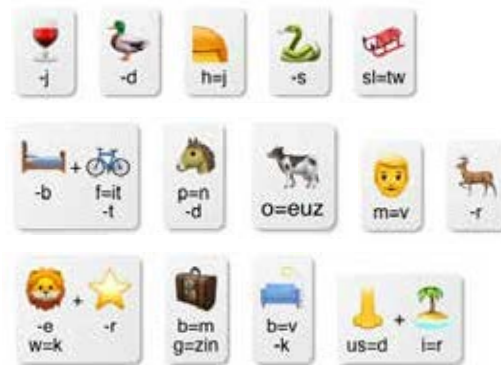 -j -d h=j -s sl=tw
+
-b f=it p=n o=euz m=v -r
-t -d
+ +
-e -r b=m b=v us=d i=r
w=k g=zin -k